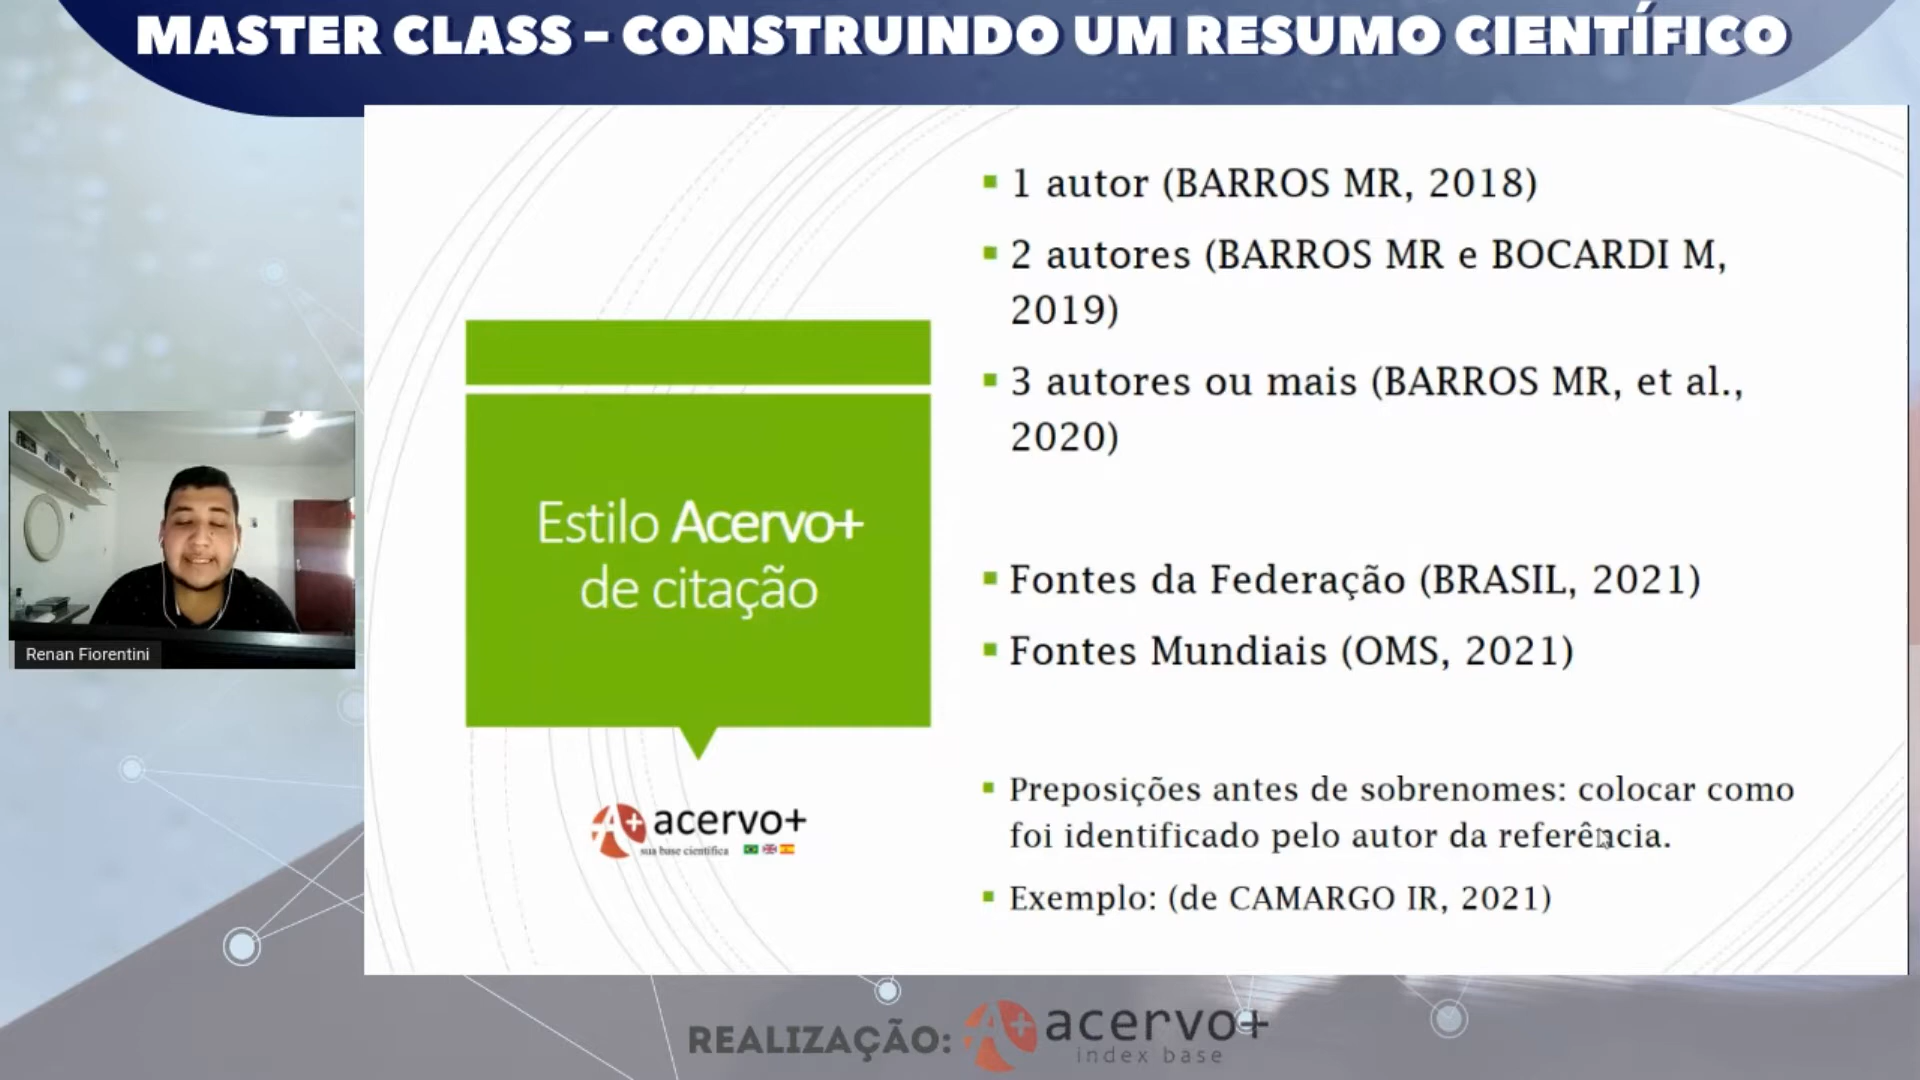 MASTER CLASS – CONSTRUINDO UM RESUMO CIENTÍFICO
1 autor (BARROS MR, 2018)
2 autores (BARROS MR e BOCARDI M,
2019)
3 autores ou mais (BARROS MR, et al.,
2020)
Estilo Acervo+
de citação
Fontes da Federação (BRASIL, 2021)
Fontes Mundiais (OMS, 2021)
Renan Fiorentini
Preposições antes de sobrenomes: colocar como
foi identificado pelo autor da referência.
Exemplo: (de CAMARGO IR, 2021)
A+ acervo+
sua base científica
REALIZAÇÃO: A+ acervo+
index base